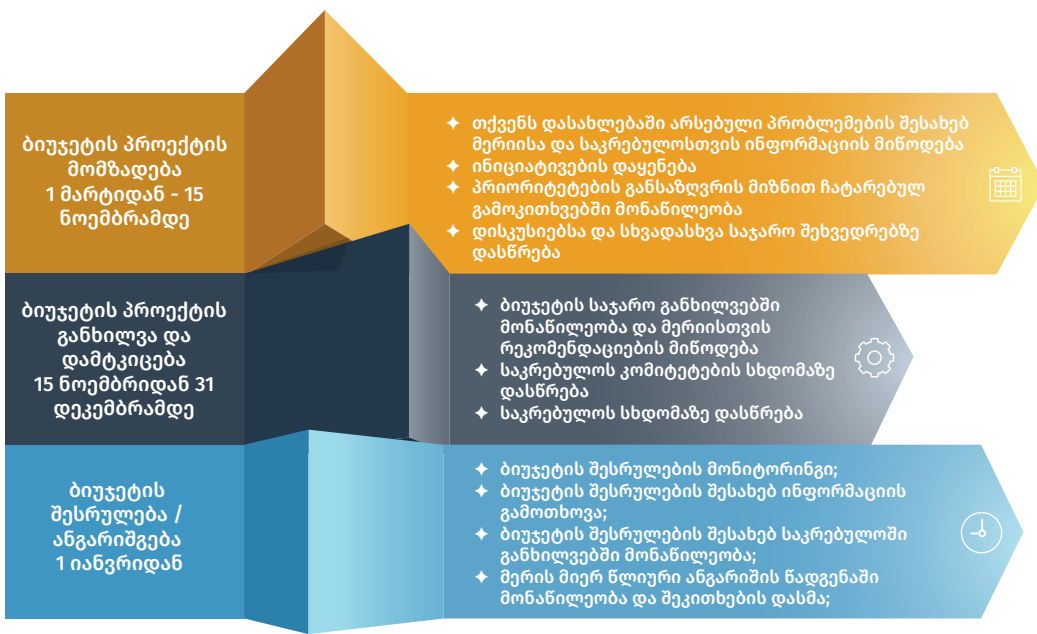 ბიუჯეტის პროექტის
მომზადება
1 მარტიდან - 15
ნოემბრამდე
✦ თქვენს დასახლებაში არსებული პრობლემების შესახებ
მერიისა და საკრებულოსთვის ინფორმაციის მიწოდება
✦ ინიციატივების დაყენება
✦ პრიორიტეტების განსაზღვრის მიზნით ჩატარებულ
გამოკითხვებში მონაწილეობა
✦ დისკუსიებსა და სხვადასხვა საჯარო შეხვედრებზე
დასწრება
ბიუჯეტის პროექტის
განხილვა და
დამტკიცება
15 ნოემბრიდან 31
დეკემბრამდე
✦ ბიუჯეტის საჯარო განხილვებში
მონაწილეობა და მერიისთვის
რეკომენდაციების მიწოდება
✦ საკრებულოს კომიტეტების სხდომაზე
დასწრება
✦ საკრებულოს სხდომაზე დასწრება
ბიუჯეტის
შესრულება /
ანგარიშგება
1 იანვრიდან
✦ ბიუჯეტის შესრულების მონიტორინგი;
✦ ბიუჯეტის შესრულების შესახებ ინფორმაციის
გამოთხოვა;
✦ ბიუჯეტის შესრულების შესახებ საკრებულოში
განხილვებში მონაწილეობა;
✦ მერის მიერ წლიური ანგარიშის წადგენაში
მონაწილეობა და შეკითხების დასმა;